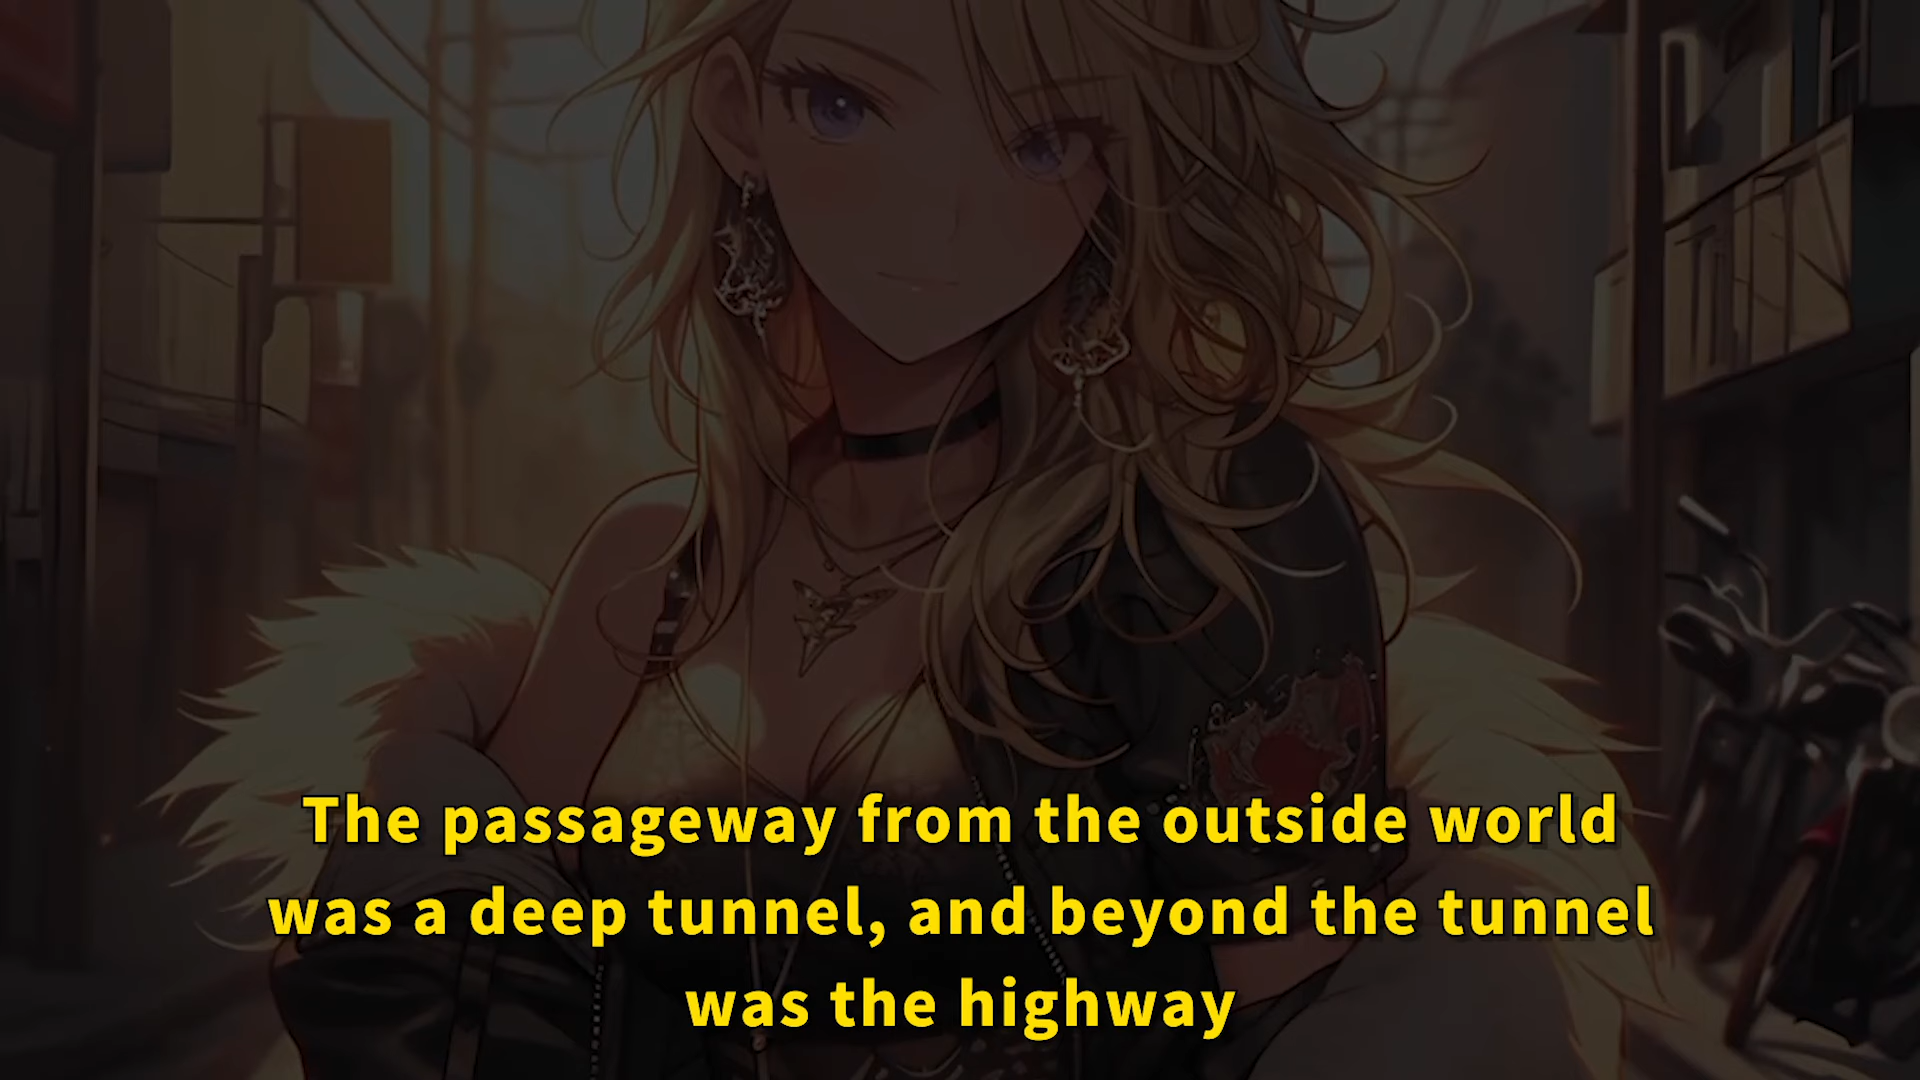 The passageway from the outside world
was a deep tunnel, and beyond the tunnel
was the highway